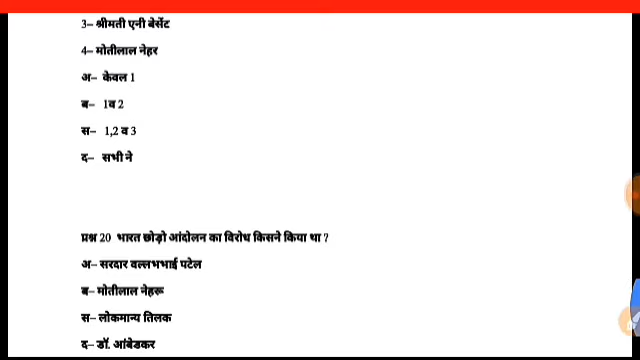 3– श्रीमती एनी बेर्सेट
4– मोतीलाल नेहर
अ– केवल 1
ब– 1व 2
स– 1,2 व 3
द– सभी ने
प्रश्न 20 भारत छोड़ो आंदोलन का विरोध किसने किया था ?
अ– सरदार वल्लभभाई पटेल
ब– मोतीलाल नेहरू
स– लोकमान्य तिलक
द– डॉ. आंबेडकर